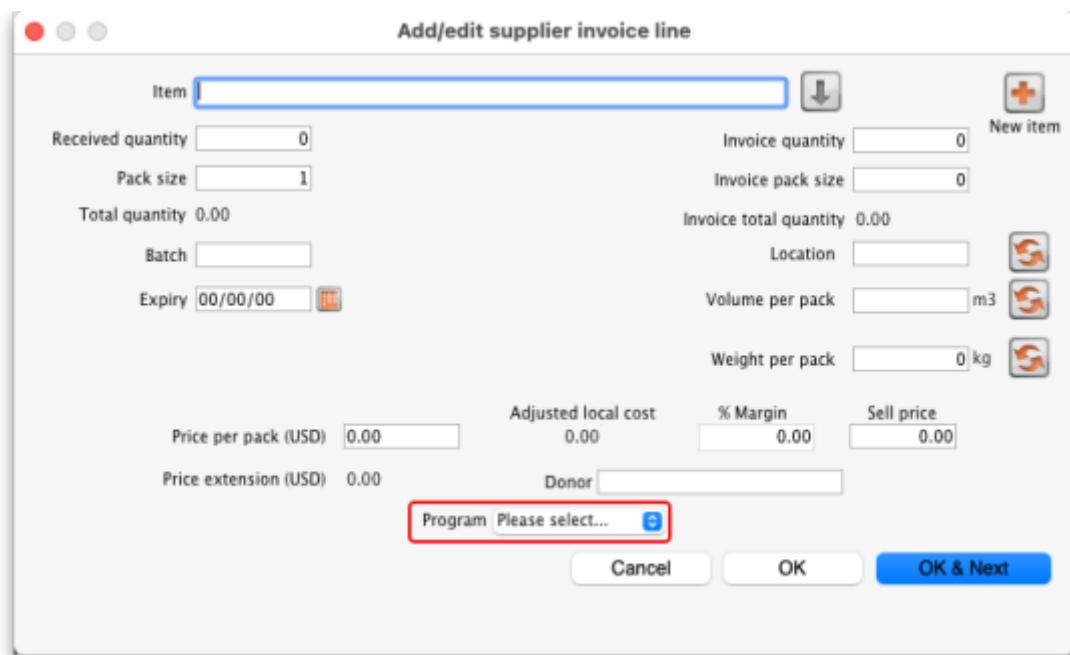 Add/edit supplier invoice line
Item
New item
Received quantity 0 Invoice quantity 0
Pack size 1 Invoice pack size 0
Total quantity 0.00 Invoice total quantity 0.00
Batch Location
Expiry 00/00/00 Volume per pack m3
Weight per pack 0 kg
Adjusted local cost % Margin Sell price
Price per pack (USD) 0.00 0.00 0.00 0.00
Price extension (USD) 0.00 Donor
Program Please select...
Cancel OK OK & Next